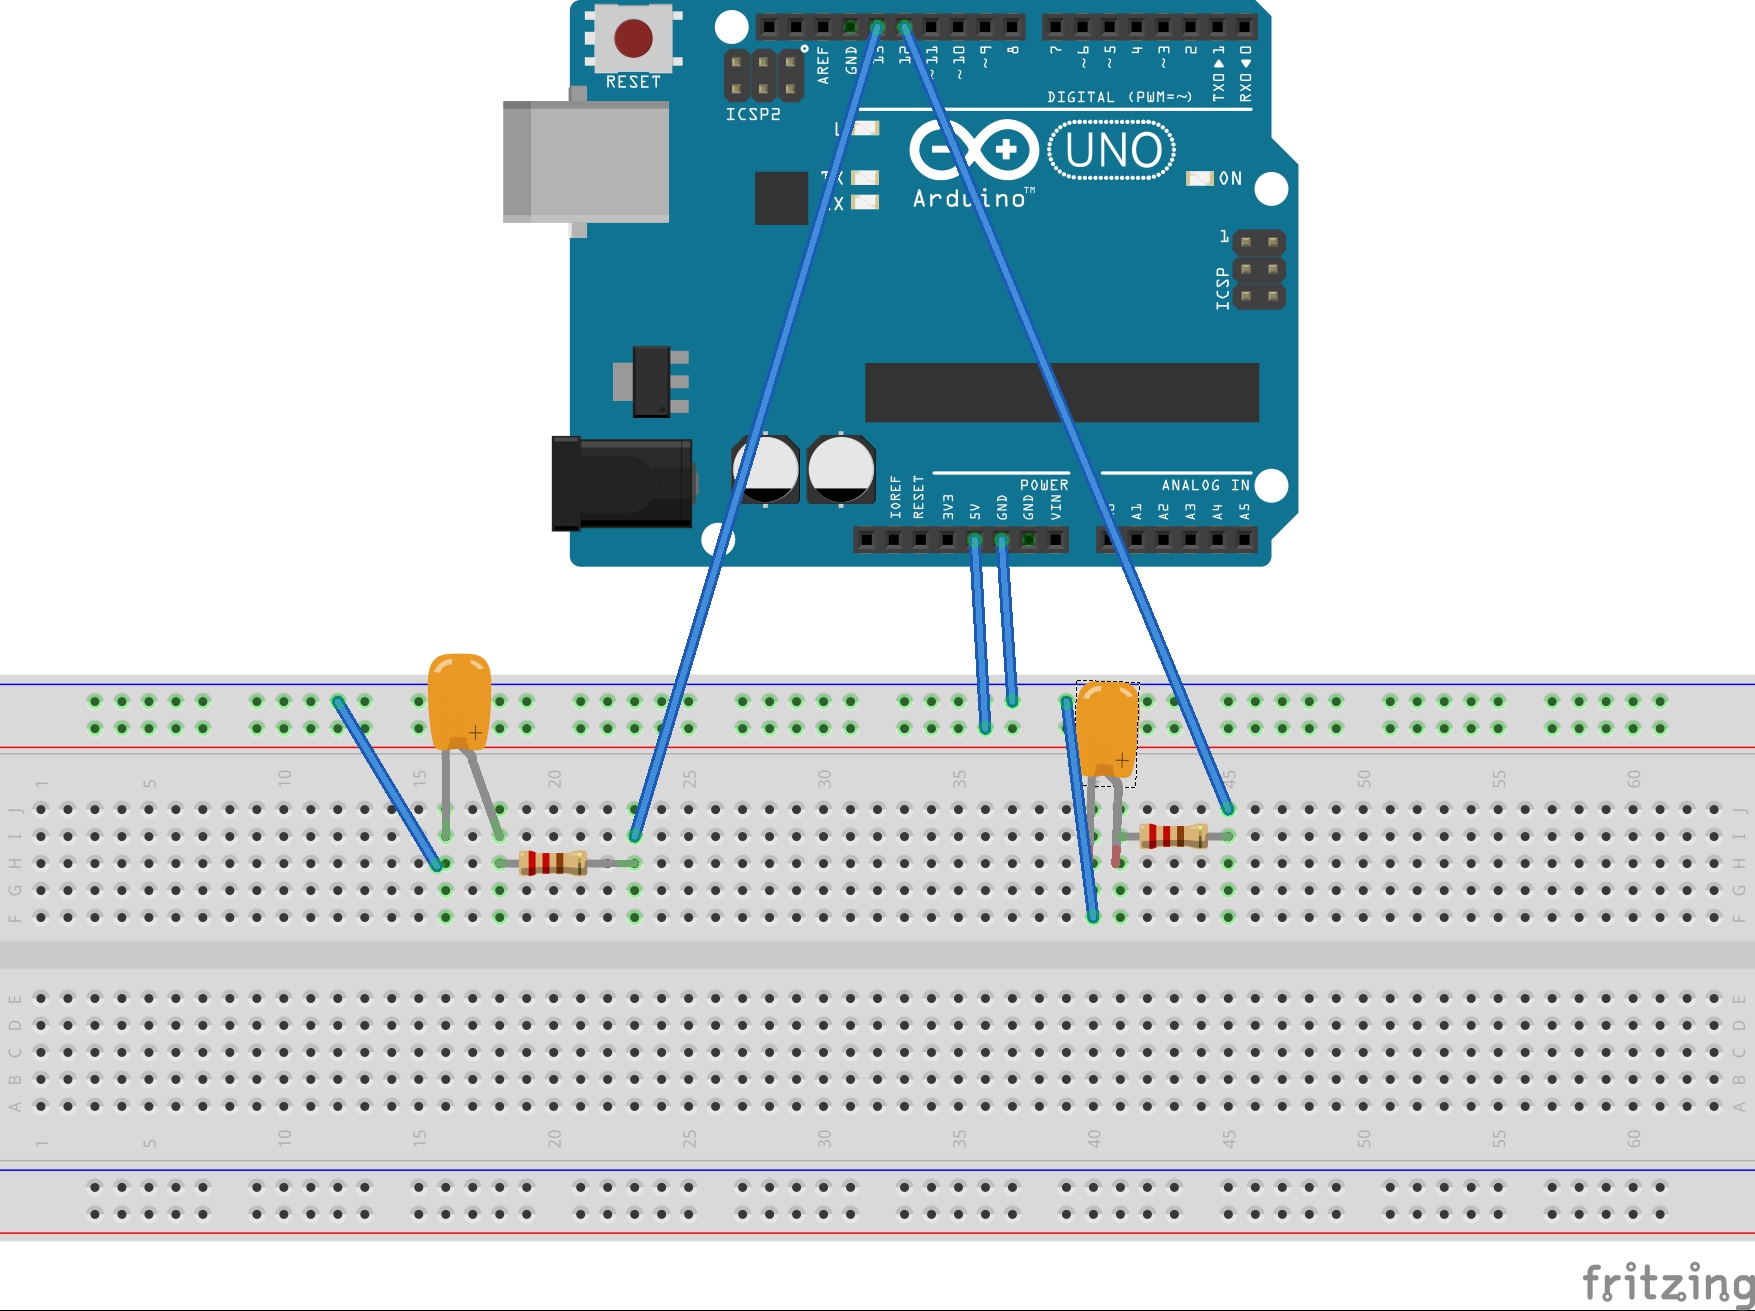 RESET
ICSP2
AREF
GND
13
12
~11
~10
~9
8
7
~6
~5
4
~3
2
TX0▶1
RX0◀0
DIGITAL (PWM=~)
L
TX
ON
UNO
Arduino™
1
ICSP
IOREF
RESET
3V3
5V
GND
GND
VIN
POWER
ANALOG IN
A1
A2
A3
A4
A5
+
+
1 5 10 15 20 25 30 35 45 50 55 60
J J
I I
H H
G G
F F
E E
D D
C C
B B
A A
1 5 10 15 20 25 30 35 40 45 50 55 60
fritzing